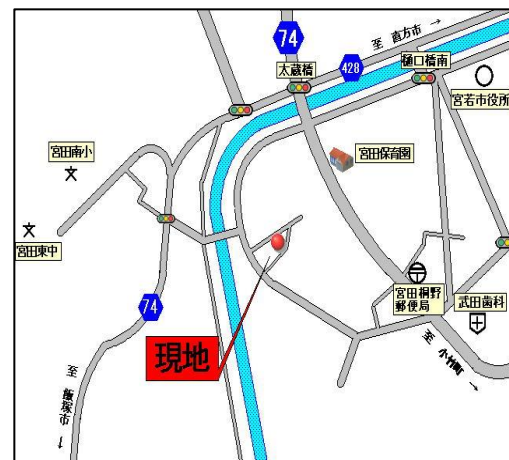 至 直方市 →
74
428
太蔵橋
樋口橋南
宮若市役所
宮田南小
宮田保育園
宮田東中
宮田桐野
郵便局
武田歯科
74
現地
至 小竹町 →
至 飯塚市 →